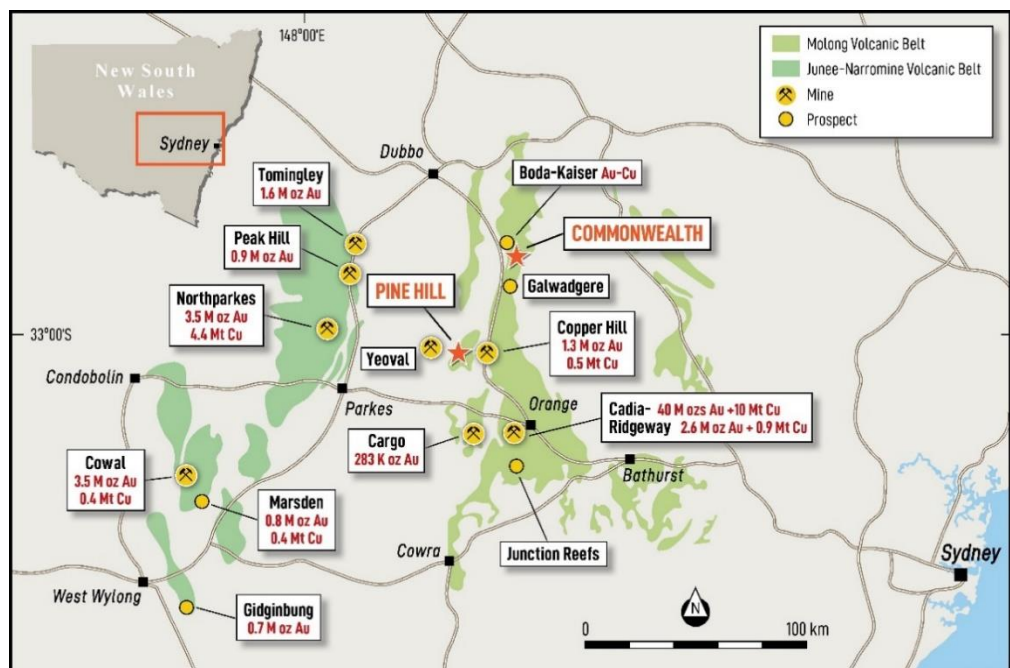 148°00'E
New South
Wales
Sydney
Molong Volcanic Belt
Junee-Narromine Volcanic Belt
Mine
Prospect
Dubbo
Tomingley
1.6 M oz Au
Boda-Kaiser Au-Cu
Peak Hill
0.9 M oz Au
COMMONWEALTH
Northparkes
3.5 M oz Au
4.4 Mt Cu
PINE HILL
Galwadgere
33°00'S
Copper Hill
1.3 M oz Au
0.5 Mt Cu
Yeoval
Condobolin
Parkes
Orange
Cadia- 40 M ozs Au +10 Mt Cu
Ridgeway 2.6 M oz Au + 0.9 Mt Cu
Cargo
283 K oz Au
Cowal
3.5 M oz Au
0.4 Mt Cu
Bathurst
Marsden
0.8 M oz Au
0.4 Mt Cu
Cowra
Junction Reefs
Sydney
West Wylong
Gidginbung
0.7 M oz Au
N
0
100 km